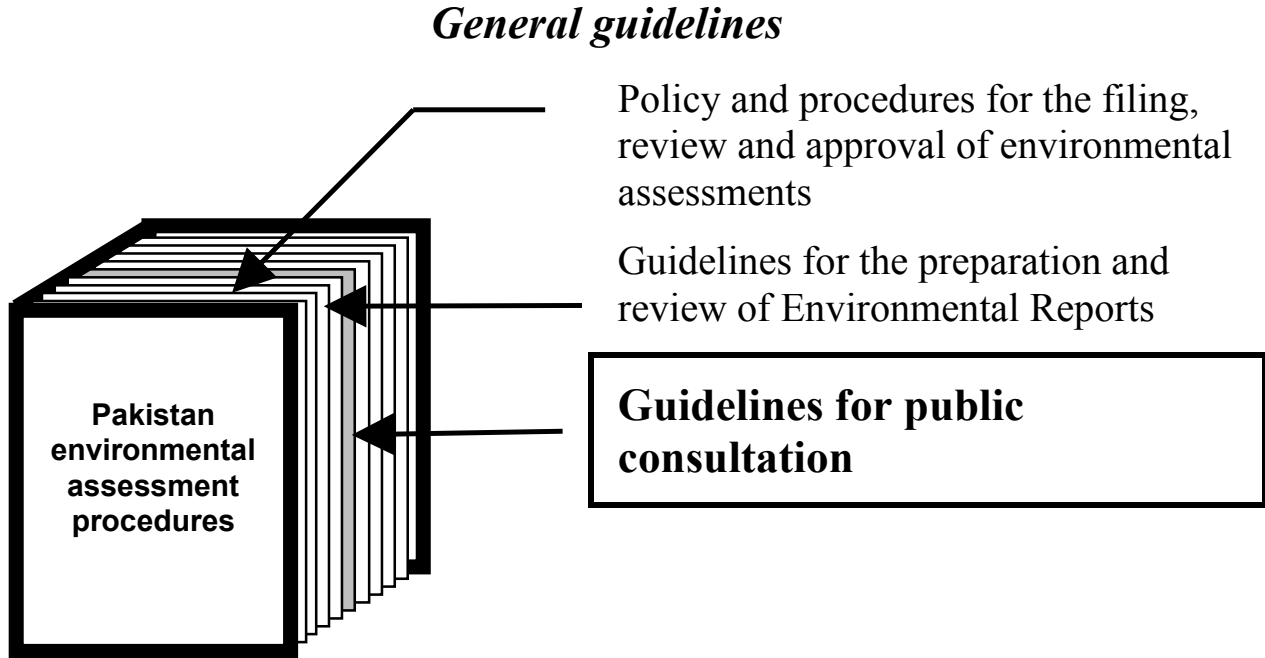 General guidelines
Policy and procedures for the filing,
review and approval of environmental
assessments
Guidelines for the preparation and
review of Environmental Reports
Guidelines for public
consultation
Pakistan
environmental
assessment
procedures